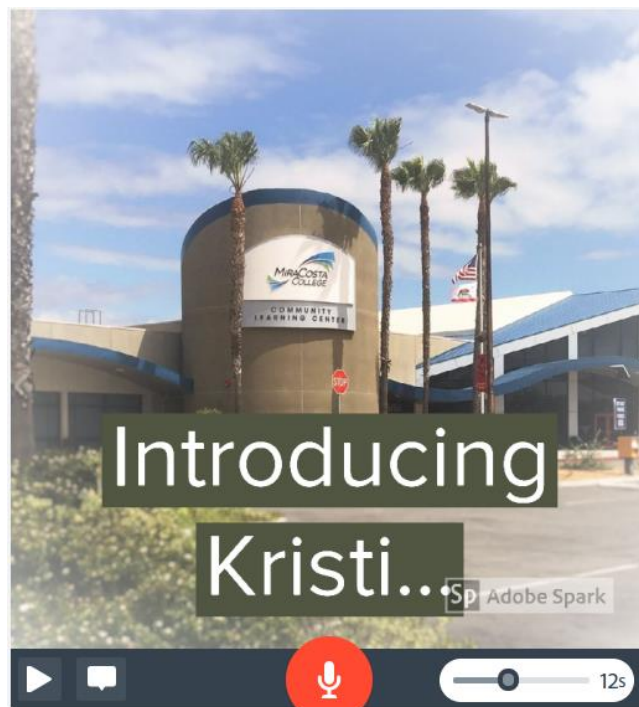 MIRACOSTA
COLLEGE
COMMUNITY
LEARNING CENTER
STOP
Introducing
Kristi...
Sp Adobe Spark
12s